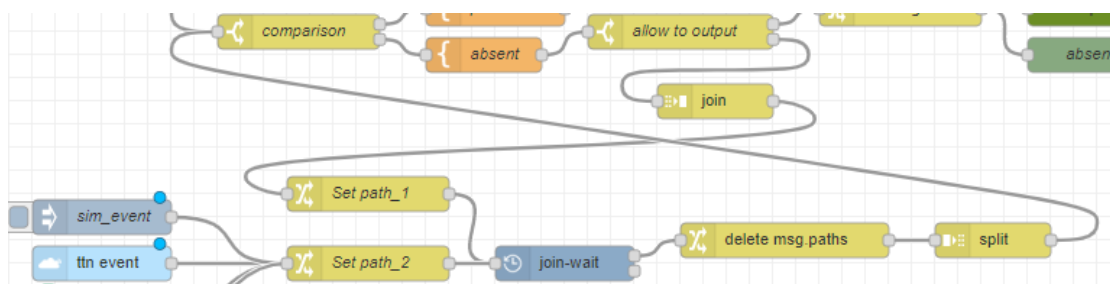 comparison
absent
allow to output
absen
join
Set path_1
sim_event
ttn event
Set path_2
join-wait
delete msg.paths
split